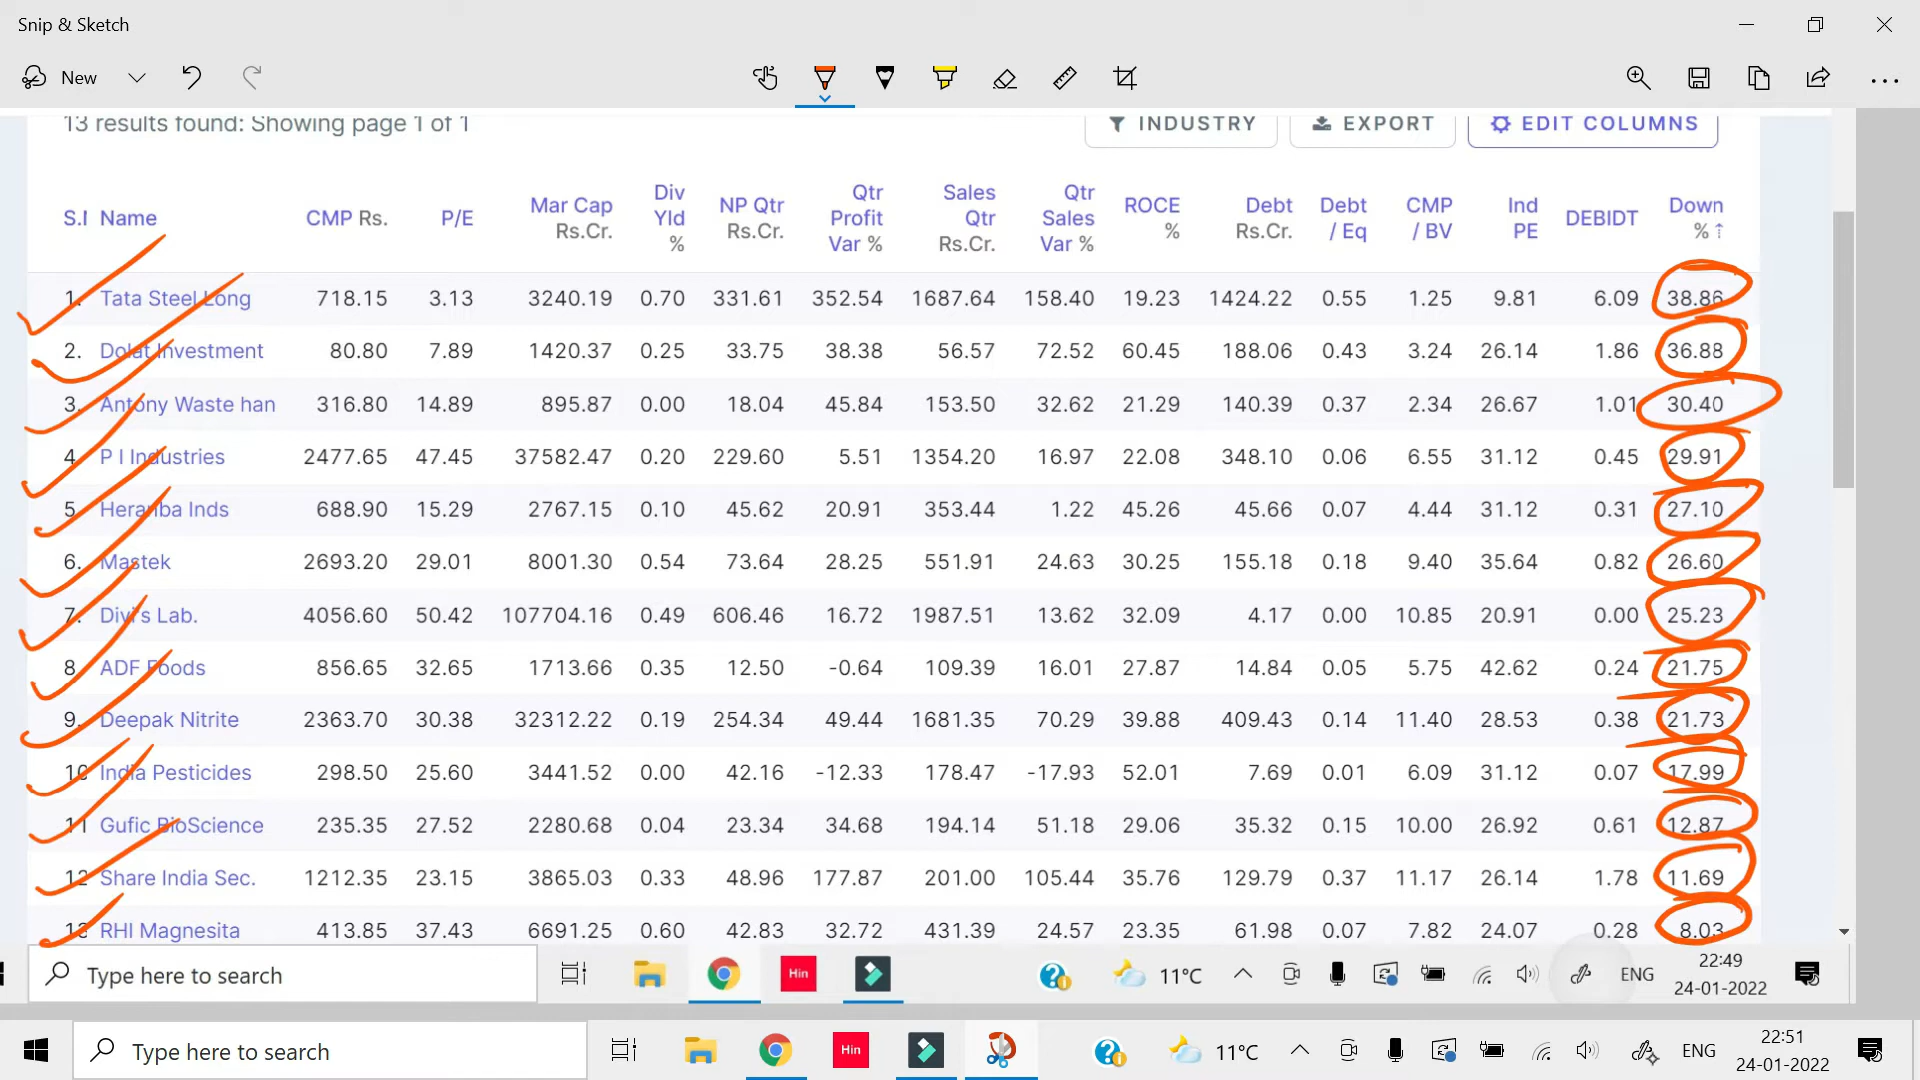 Snip & Sketch
New
13 results found: Showing page 1 of 1
INDUSTRY EXPORT EDIT COLUMNS
S.I Name CMP Rs. P/E Mar Cap Rs.Cr. Div Yld % NP Qtr Rs.Cr. Qtr Profit Var % Sales Qtr Rs.Cr. Qtr Sales Var % ROCE % Debt Rs.Cr. Debt / Eq CMP / BV Ind PE DEBIDT Down %
1. Tata Steel Long 718.15 3.13 3240.19 0.70 331.61 352.54 1687.64 158.40 19.23 1424.22 0.55 1.25 9.81 6.09 38.86
2. Dolat Investment 80.80 7.89 1420.37 0.25 33.75 38.38 56.57 72.52 60.45 188.06 0.43 3.24 26.14 1.86 36.88
3. Antony Waste han 316.80 14.89 895.87 0.00 18.04 45.84 153.50 32.62 21.29 140.39 0.37 2.34 26.67 1.01 30.40
4. P I Industries 2477.65 47.45 37582.47 0.20 229.60 5.51 1354.20 16.97 22.08 348.10 0.06 6.55 31.12 0.45 29.91
5. Heranba Inds 688.90 15.29 2767.15 0.10 45.62 20.91 353.44 1.22 45.26 45.66 0.07 4.44 31.12 0.31 27.10
6. Mastek 2693.20 29.01 8001.30 0.54 73.64 28.25 551.91 24.63 30.25 155.18 0.18 9.40 35.64 0.82 26.60
7. Divi's Lab. 4056.60 50.42 107704.16 0.49 606.46 16.72 1987.51 13.62 32.09 4.17 0.00 10.85 20.91 0.00 25.23
8. ADF Foods 856.65 32.65 1713.66 0.35 12.50 -0.64 109.39 16.01 27.87 14.84 0.05 5.75 42.62 0.24 21.75
9. Deepak Nitrite 2363.70 30.38 32312.22 0.19 254.34 49.44 1681.35 70.29 39.88 409.43 0.14 11.40 28.53 0.38 21.73
10 India Pesticides 298.50 25.60 3441.52 0.00 42.16 -12.33 178.47 -17.93 52.01 7.69 0.01 6.09 31.12 0.07 17.99
11 Gufic BioScience 235.35 27.52 2280.68 0.04 23.34 34.68 194.14 51.18 29.06 35.32 0.15 10.00 26.92 0.61 12.87
12 Share India Sec. 1212.35 23.15 3865.03 0.33 48.96 177.87 201.00 105.44 35.76 129.79 0.37 11.17 26.14 1.78 11.69
13 RHI Magnesita 413.85 37.43 6691.25 0.60 42.83 32.72 431.39 24.57 23.35 61.98 0.07 7.82 24.07 0.28 8.03
Type here to search Hin 11°C ENG 22:49
24-01-2022
Type here to search Hin 11°C ENG 22:51
24-01-2022